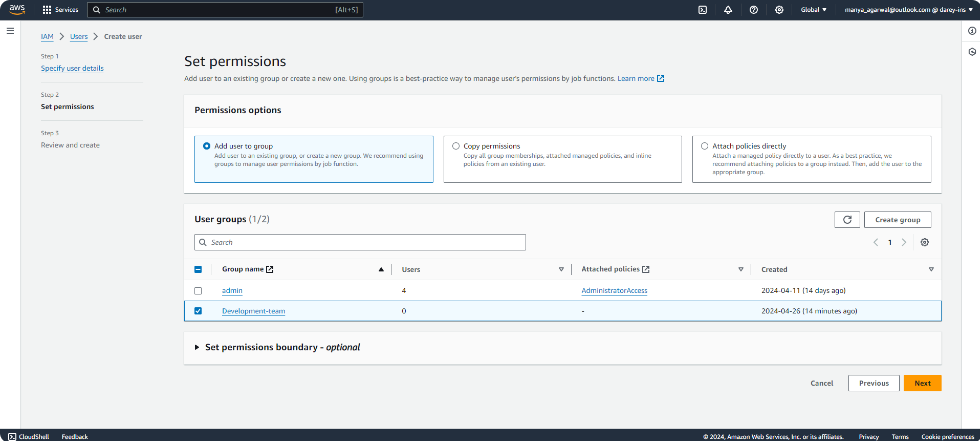 aws
Services
Search
[Alt+S]
Global ▼
manya_agarwal@outlook.com @ darey-ins ▼
IAM > Users > Create user
Step 1
Specify user details
Step 2
Set permissions
Step 3
Review and create
Set permissions
Add user to an existing group or create a new one. Using groups is a best-practice way to manage user's permissions by job functions. Learn more
Permissions options
Add user to group
Add user to an existing group, or create a new group. We recommend using
groups to manage user permissions by job function.
Copy permissions
Copy all group memberships, attached managed policies, and inline
policies from an existing user.
Attach policies directly
Attach a managed policy directly to a user. As a best practice, we
recommend attaching policies to a group instead. Then, add the user to the
appropriate group.
User groups (1/2)
Create group
Search
1
Group name
Users
Attached policies
Created
admin
4
AdministratorAccess
2024-04-11 (14 days ago)
Development-team
0
-
2024-04-26 (14 minutes ago)
Set permissions boundary - optional
Cancel
Previous
Next
CloudShell
Feedback
© 2024, Amazon Web Services, Inc. or its affiliates.
Privacy
Terms
Cookie preferences